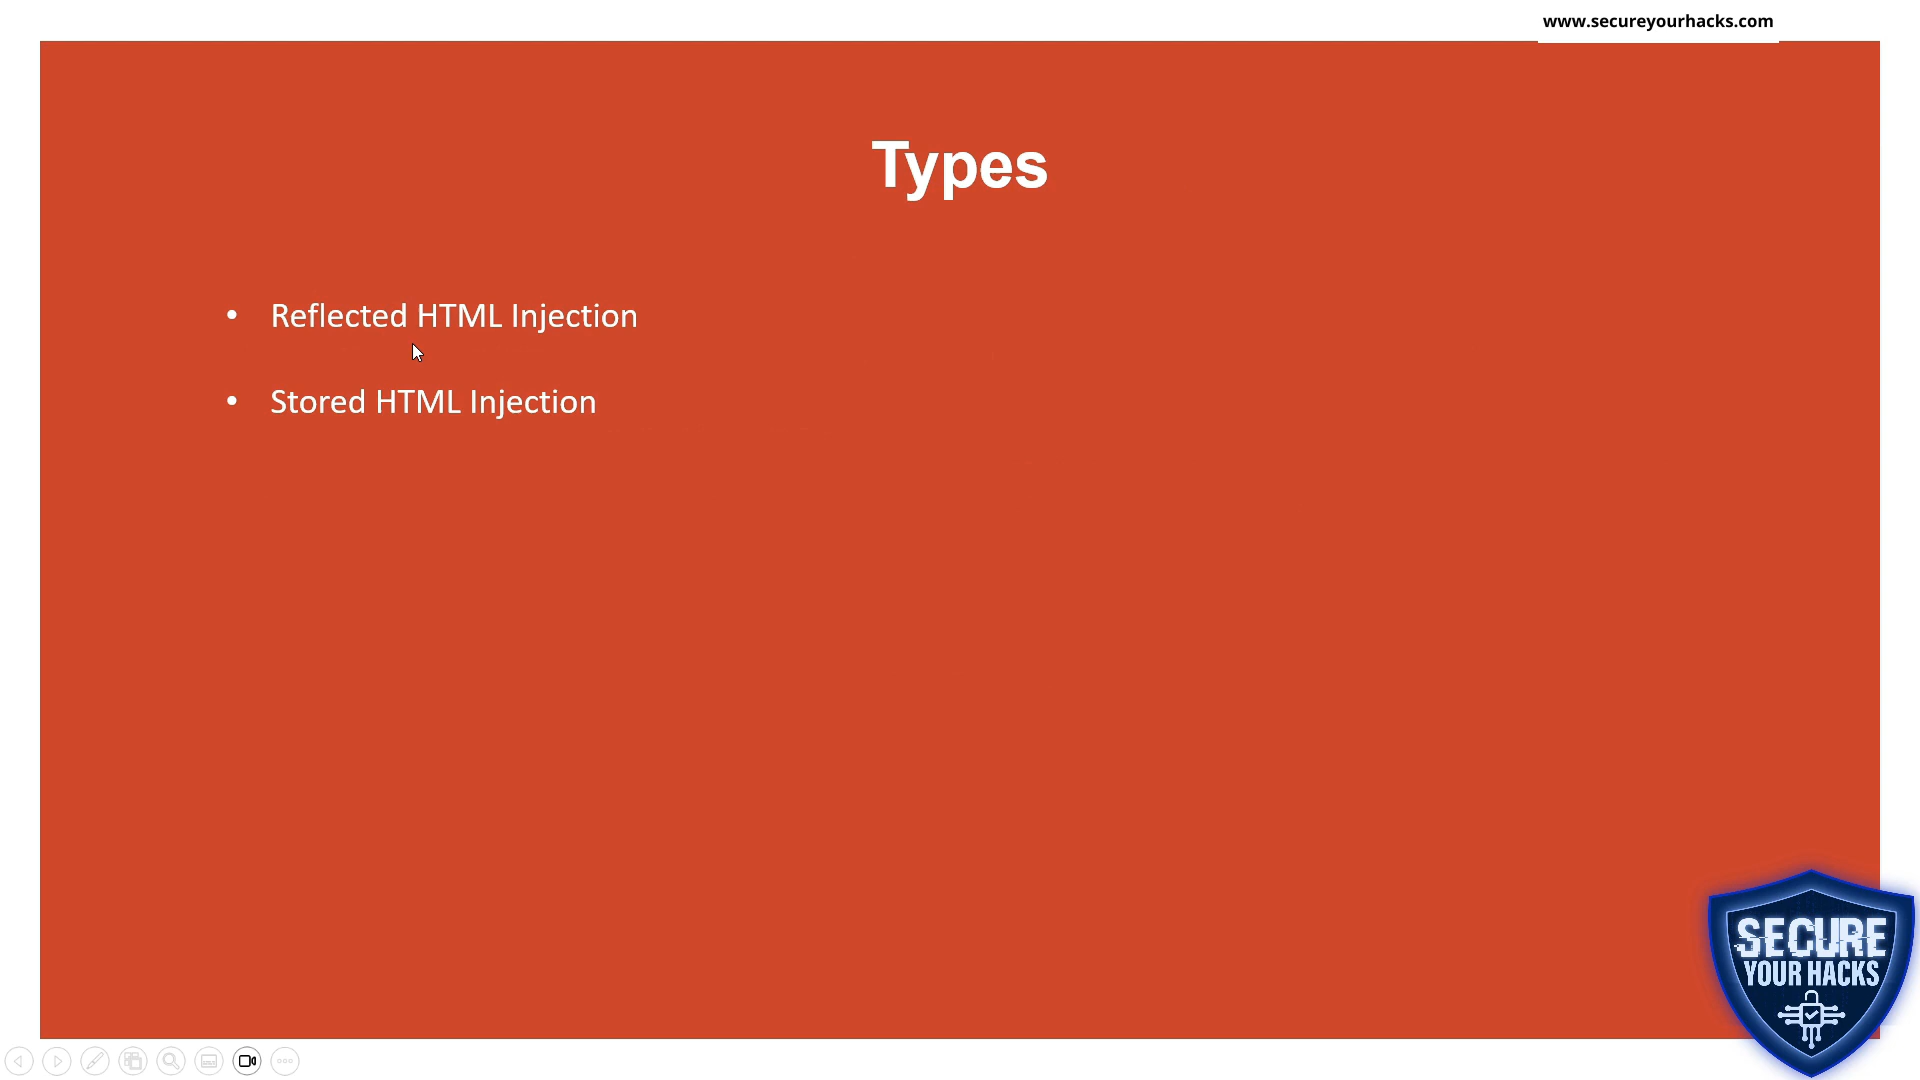 www.secureyourhacks.com
Types
• Reflected HTML Injection
• Stored HTML Injection
SECURE
YOUR HACKS